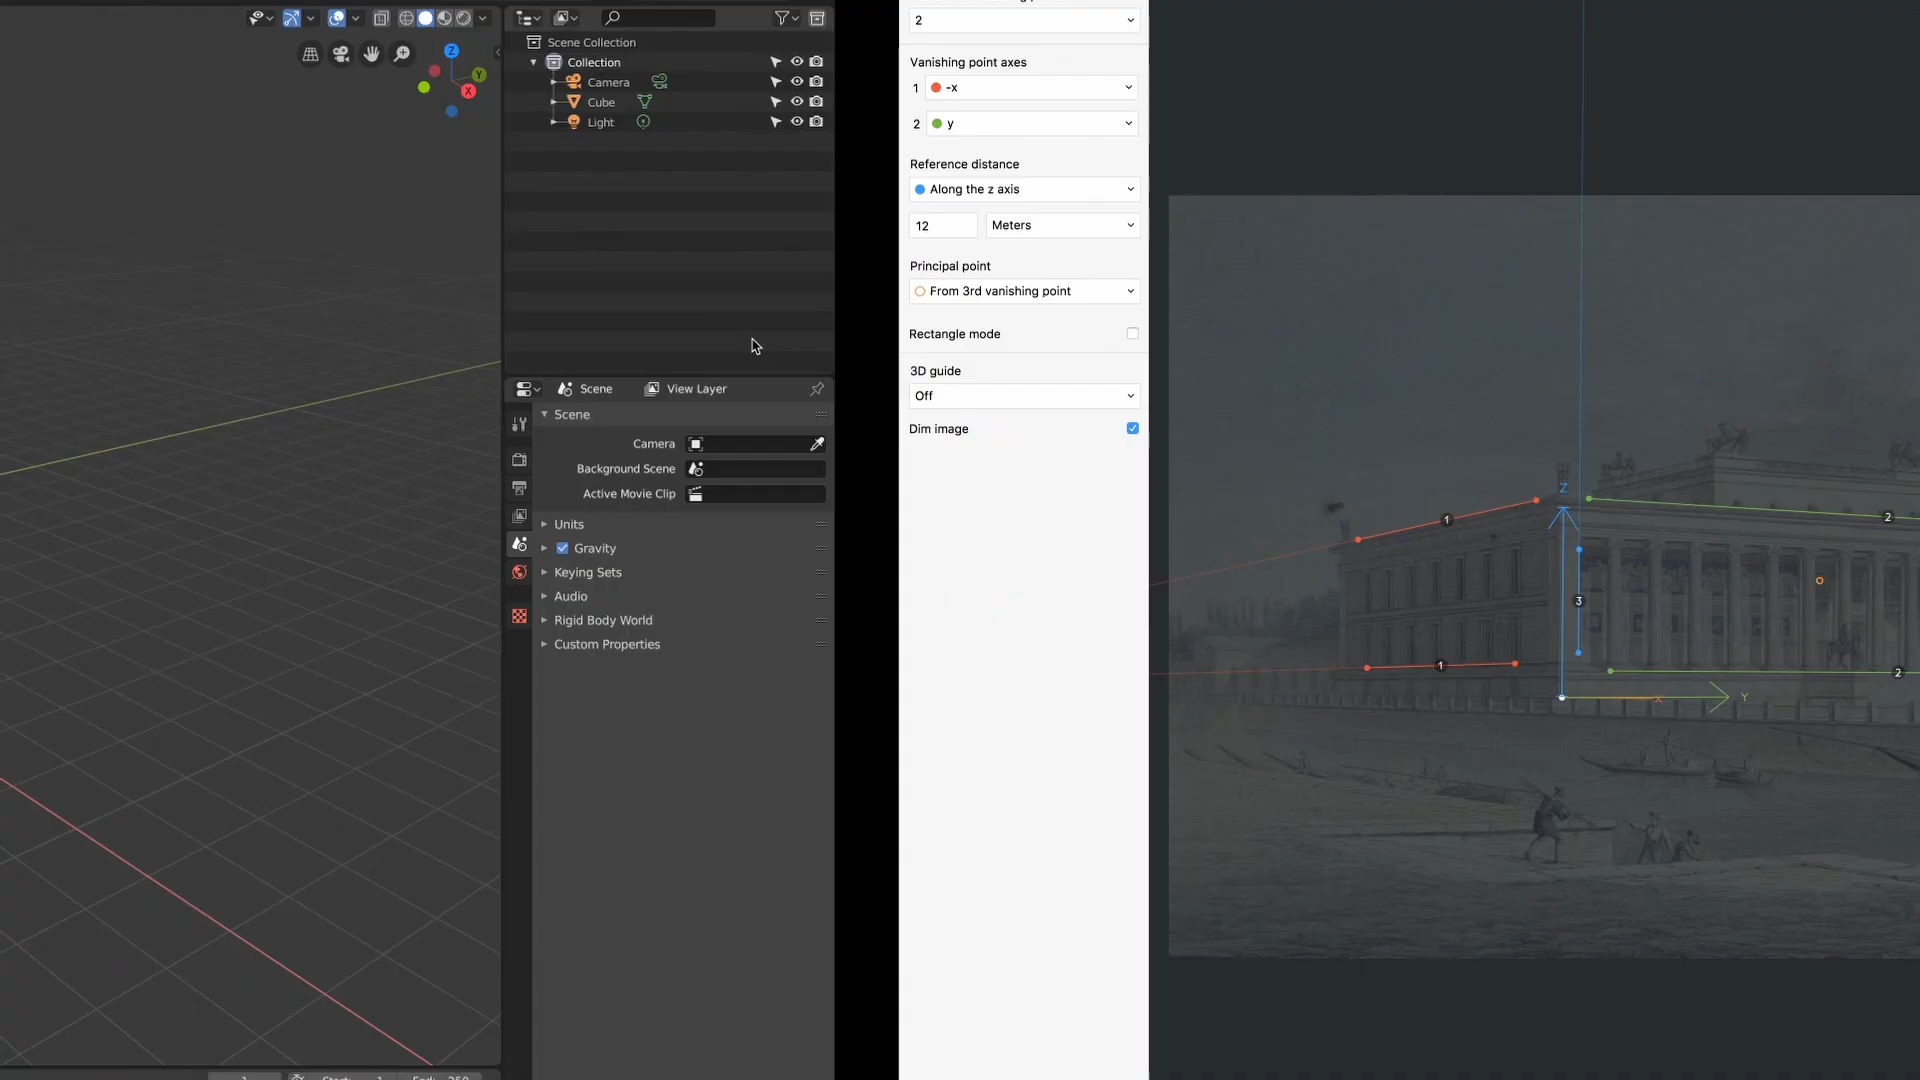 Scene Collection
Collection
Camera
Cube
Light
Z
Y
X
Scene
View Layer
Scene
Camera
Background Scene
Active Movie Clip
Units
Gravity
Keying Sets
Audio
Rigid Body World
Custom Properties
2
Vanishing point axes
1 -x
2 y
Reference distance
Along the z axis
12 Meters
Principal point
From 3rd vanishing point
Rectangle mode
3D guide
Off
Dim image
Z
1
2
3
1
2
X
Y